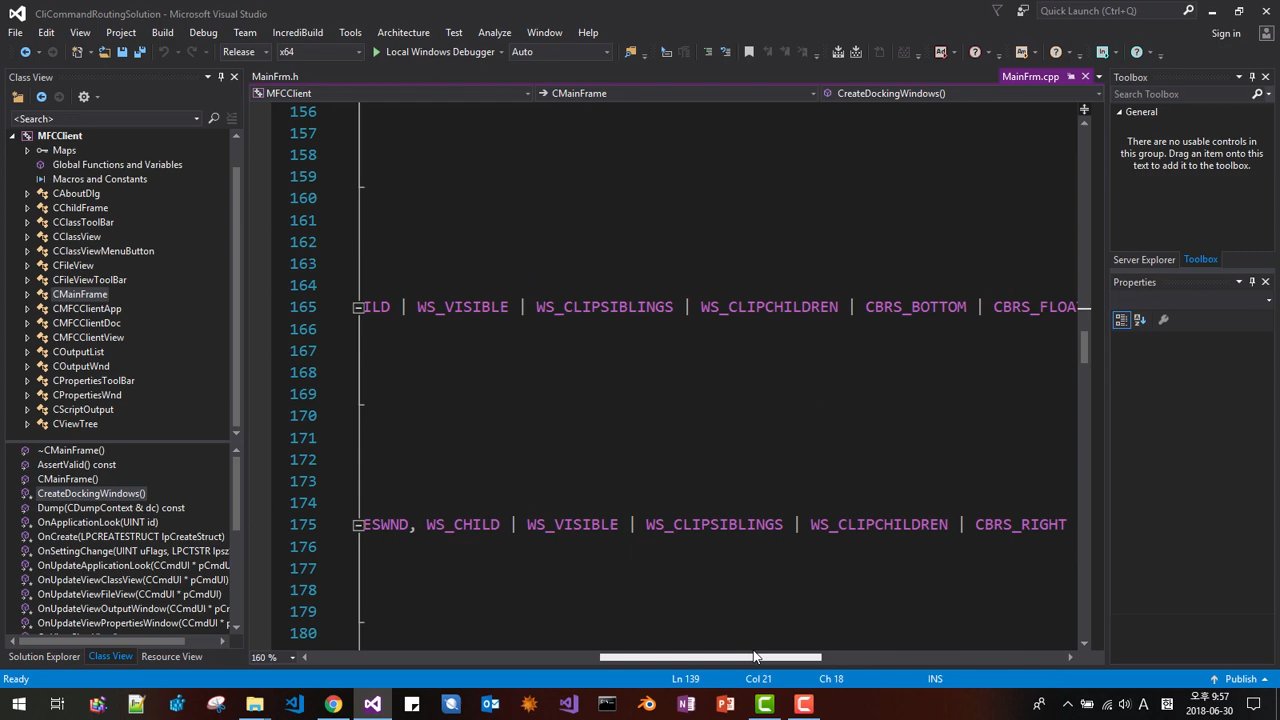 CliCommandRoutingSolution - Microsoft Visual Studio
Quick Launch (Ctrl+Q)
File Edit View Project Build Debug Team IncrediBuild Tools Architecture Test Analyze Window Help
Sign in
Release x64 Local Windows Debugger Auto
Class View
MainFrm.h
MainFrm.cpp
Toolbox
MFCClient
CMainFrame
CreateDockingWindows()
Search Toolbox
<Search>
General
There are no usable controls in
this group. Drag an item onto this
text to add it to the toolbox.
Server Explorer Toolbox
Properties
MFCClient
Maps
Global Functions and Variables
Macros and Constants
CAboutDlg
CChildFrame
CClassToolBar
CClassView
CClassViewMenuButton
CFileView
CFileViewToolBar
CMainFrame
CMFCClientApp
CMFCClientDoc
CMFCClientView
COutputList
COutputWnd
CPropertiesToolBar
CPropertiesWnd
CScriptOutput
CViewTree
~CMainFrame()
AssertValid() const
CMainFrame()
CreateDockingWindows()
Dump(CDumpContext & dc) const
OnApplicationLook(UINT id)
OnCreate(LPCREATESTRUCT lpCreateStruct)
OnSettingChange(UINT uFlags, LPCTSTR lpsz
OnUpdateApplicationLook(CCmdUI * pCmdUI)
OnUpdateViewClassView(CCmdUI * pCmdUI)
OnUpdateViewFileView(CCmdUI * pCmdUI)
OnUpdateViewOutputWindow(CCmdUI * pCm
OnUpdateViewPropertiesWindow(CCmdUI * p
Solution Explorer Class View Resource View
156
157
158
159
160
161
162
163
164
165 ILD | WS_VISIBLE | WS_CLIPSIBLINGS | WS_CLIPCHILDREN | CBRS_BOTTOM | CBRS_FLOA
166
167
168
169
170
171
172
173
174
175 ESWND, WS_CHILD | WS_VISIBLE | WS_CLIPSIBLINGS | WS_CLIPCHILDREN | CBRS_RIGHT
176
177
178
179
180
160 %
Ready Ln 139 Col 21 Ch 18 INS Publish
A 오후 9:57
2018-06-30